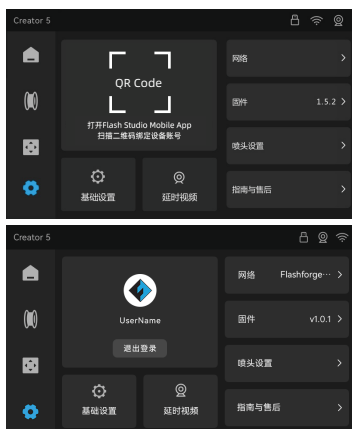 Creator 5
QR Code
打开Flash Studio Mobile App
扫描二维码绑定设备账号
基础设置
延时视频
网络
固件 1.5.2
喷头设置
指南与售后
Creator 5
UserName
退出登录
基础设置
延时视频
网络 Flashforge···
固件 v1.0.1
喷头设置
指南与售后